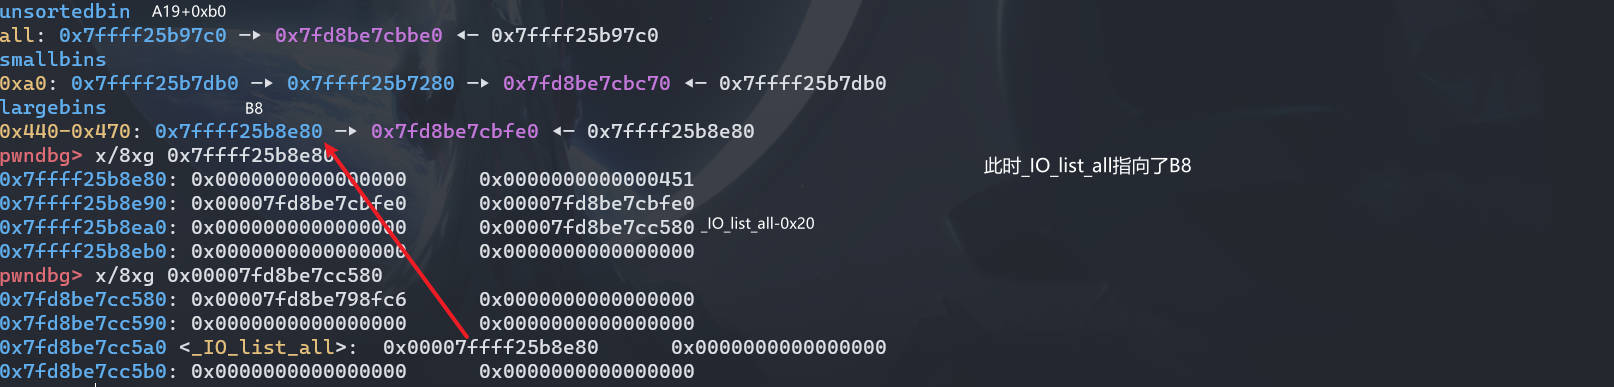 unsortedbin A19+0xb0
all: 0x7ffff25b97c0 —▸ 0x7fd8be7cbbe0 ◂— 0x7ffff25b97c0
smallbins
0xa0: 0x7ffff25b7db0 —▸ 0x7ffff25b7280 —▸ 0x7fd8be7cbc70 ◂— 0x7ffff25b7db0
largebins B8
0x440-0x470: 0x7ffff25b8e80 —▸ 0x7fd8be7cbfe0 ◂— 0x7ffff25b8e80
pwndbg> x/8xg 0x7ffff25b8e80
此时_IO_list_all指向了B8
0x7ffff25b8e80: 0x0000000000000000 0x0000000000000451
0x7ffff25b8e90: 0x00007fd8be7cbfe0 0x00007fd8be7cbfe0
0x7ffff25b8ea0: 0x0000000000000000 0x00007fd8be7cc580 _IO_list_all-0x20
0x7ffff25b8eb0: 0x0000000000000000 0x0000000000000000
pwndbg> x/8xg 0x00007fd8be7cc580
0x7fd8be7cc580: 0x00007fd8be798fc6 0x0000000000000000
0x7fd8be7cc590: 0x0000000000000000 0x0000000000000000
0x7fd8be7cc5a0 <_IO_list_all>: 0x00007ffff25b8e80 0x0000000000000000
0x7fd8be7cc5b0: 0x0000000000000000 0x0000000000000000